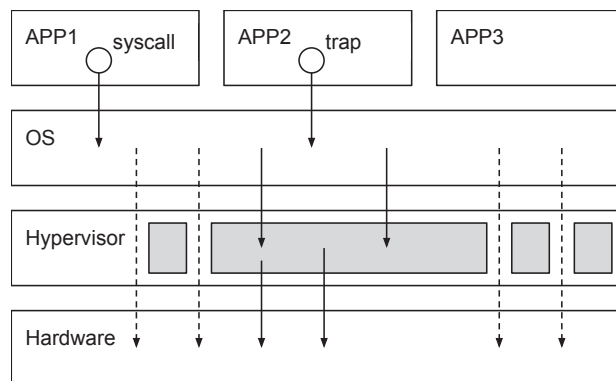 APP1 syscall
APP2 trap
APP3
OS
Hypervisor
Hardware